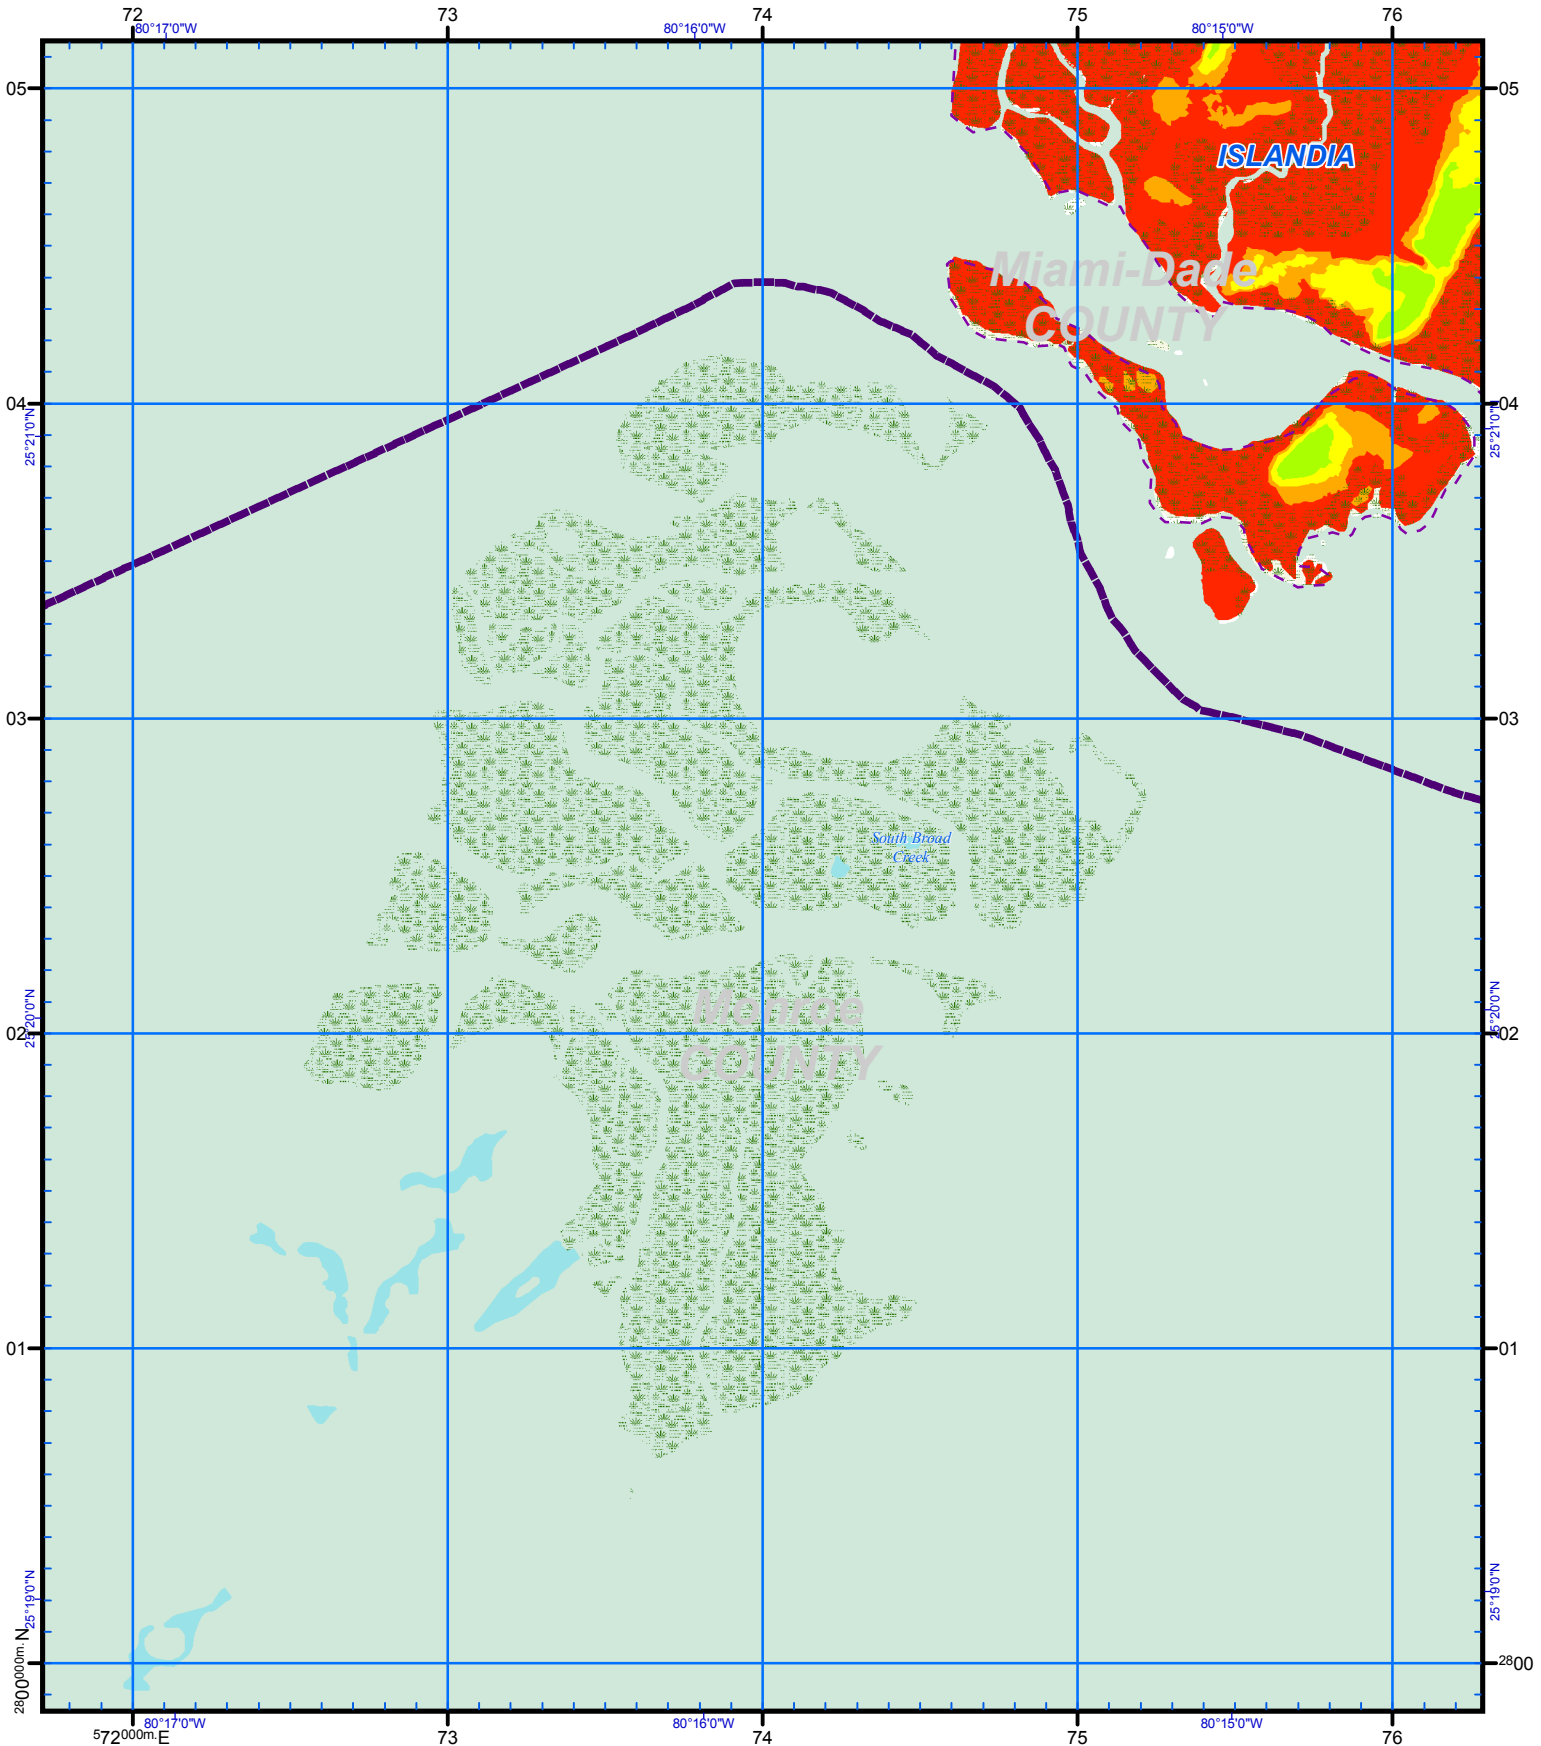 72 73 74 75 76
80°17'0"W 80°16'0"W 80°15'0"W
05 05
ISLANDIA
Miami-Dade
COUNTY
04 04
25°21'0"N 25°21'0"N
03 03
South Broad
Creek
25°20'0"N 25°20'0"N
Monroe
COUNTY
02 02
01 01
25°19'0"N 25°19'0"N
2800000m.N 2800
80°17'0"W 80°16'0"W 80°15'0"W
572000m.E 73 74 75 76